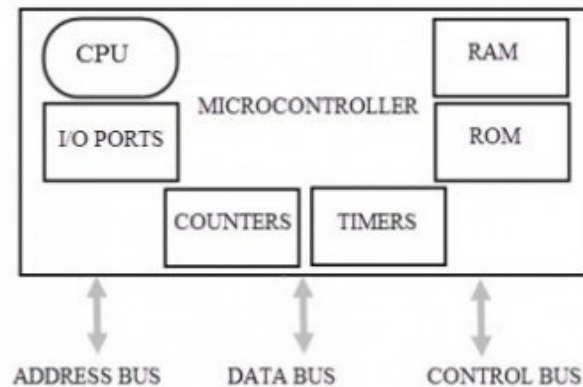 CPU
RAM
MICROCONTROLLER
I/O PORTS
ROM
COUNTERS
TIMERS
ADDRESS BUS
DATA BUS
CONTROL BUS